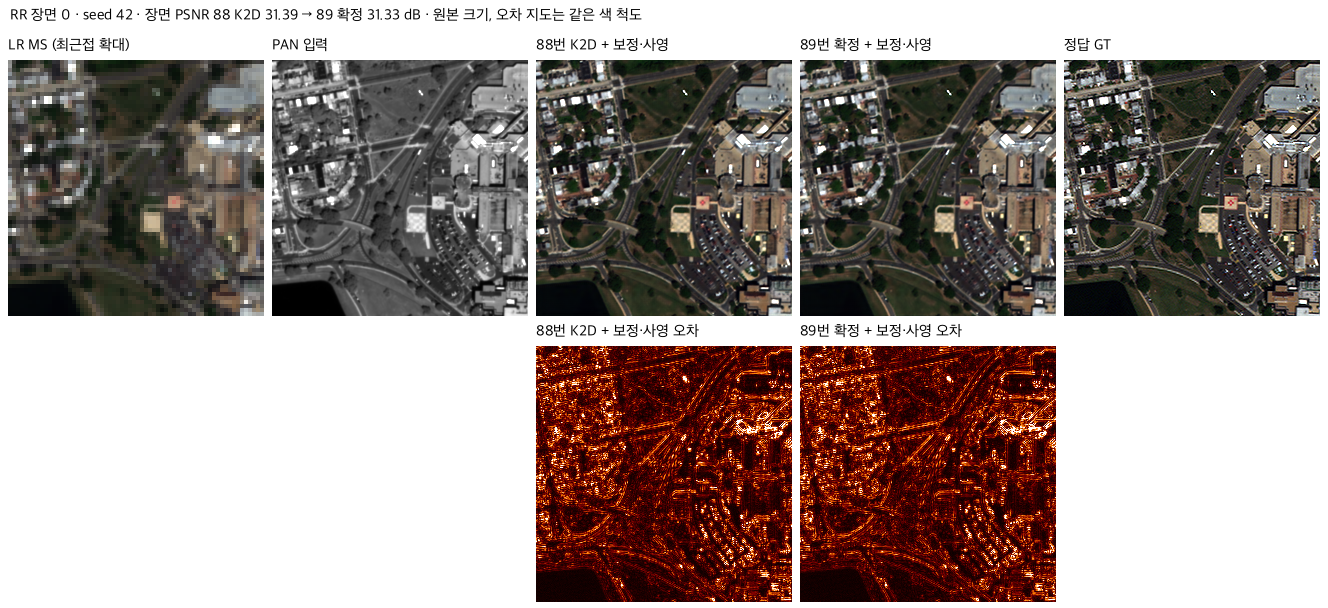 RR 장면 0 · seed 42 · 장면 PSNR 88 K2D 31.39 → 89 확정 31.33 dB · 원본 크기, 오차 지도는 같은 색 척도
LR MS (최근접 확대)
PAN 입력
88번 K2D + 보정·사영
89번 확정 + 보정·사영
정답 GT
88번 K2D + 보정·사영 오차
89번 확정 + 보정·사영 오차